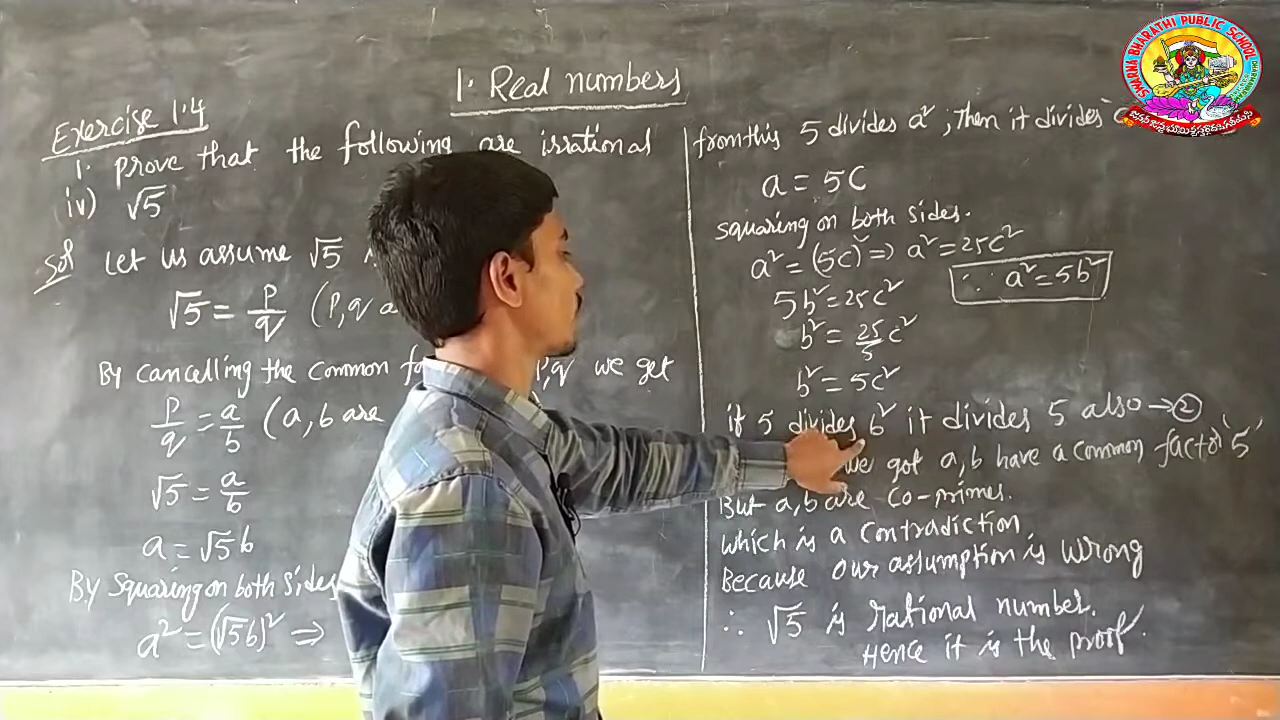 1. Real numbers
Exercise 1.4
1. prove that the following are irrational
iv) √5
Sol Let us assume √5
√5 = P/q (P,q a
By cancelling the common fa P,q we get
P/q = a/b (a,b are
√5 = a/b
a = √5 b
By squaring on both sides
a² = (√5b)² ⇒
from this 5 divides a², Then it divides
a = 5c
squaring on both sides.
a² = (5c)² ⇒ a² = 25c²
5b² = 25c² ∵ a² = 5b²
b² = 25/5 c²
b² = 5c²
if 5 divides b² it divides 5 also → ②
we got a,b have a common factor '5'
But a,b are co-primes.
which is a contradiction
Because our assumption is wrong
∴ √5 is rational number.
Hence it is the proof.
SWARNA BHARATHI PUBLIC SCHOOL